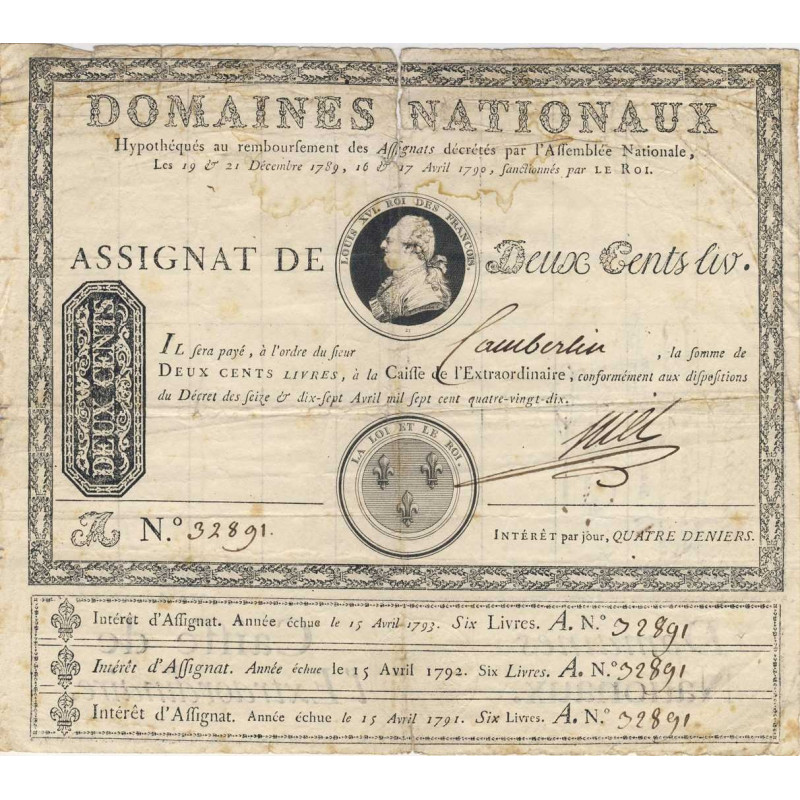 DOMAINES NATIONAUX
Hypothéqués au remboursement des Assignats décrétés par l'Assemblée Nationale,
Les 19 & 21 Décembre 1789, 16 & 17 Avril 1790, sanctionnés par LE ROI.
LOUIS XVI. ROI DES FRANÇOIS.
ASSIGNAT DE Deux Cents liv.
DEUX CENTS
IL sera payé, à l'ordre du sieur Lamberlin, la somme de
DEUX CENTS LIVRES, à la Caisse de l'Extraordinaire, conformément aux dispositions
du Décret des seize & dix-sept Avril mil sept cent quatre-vingt-dix.
LA LOI ET LE ROI.
A N.° 32891.
INTÉRÊT par jour, QUATRE DENIERS.
Intérêt d'Assignat. Année échue le 15 Avril 1793. Six Livres. A. N.° 32891
Intérêt d'Assignat. Année échue le 15 Avril 1792. Six Livres. A. N.° 32891
Intérêt d'Assignat. Année échue le 15 Avril 1791. Six Livres. A. N.° 32891